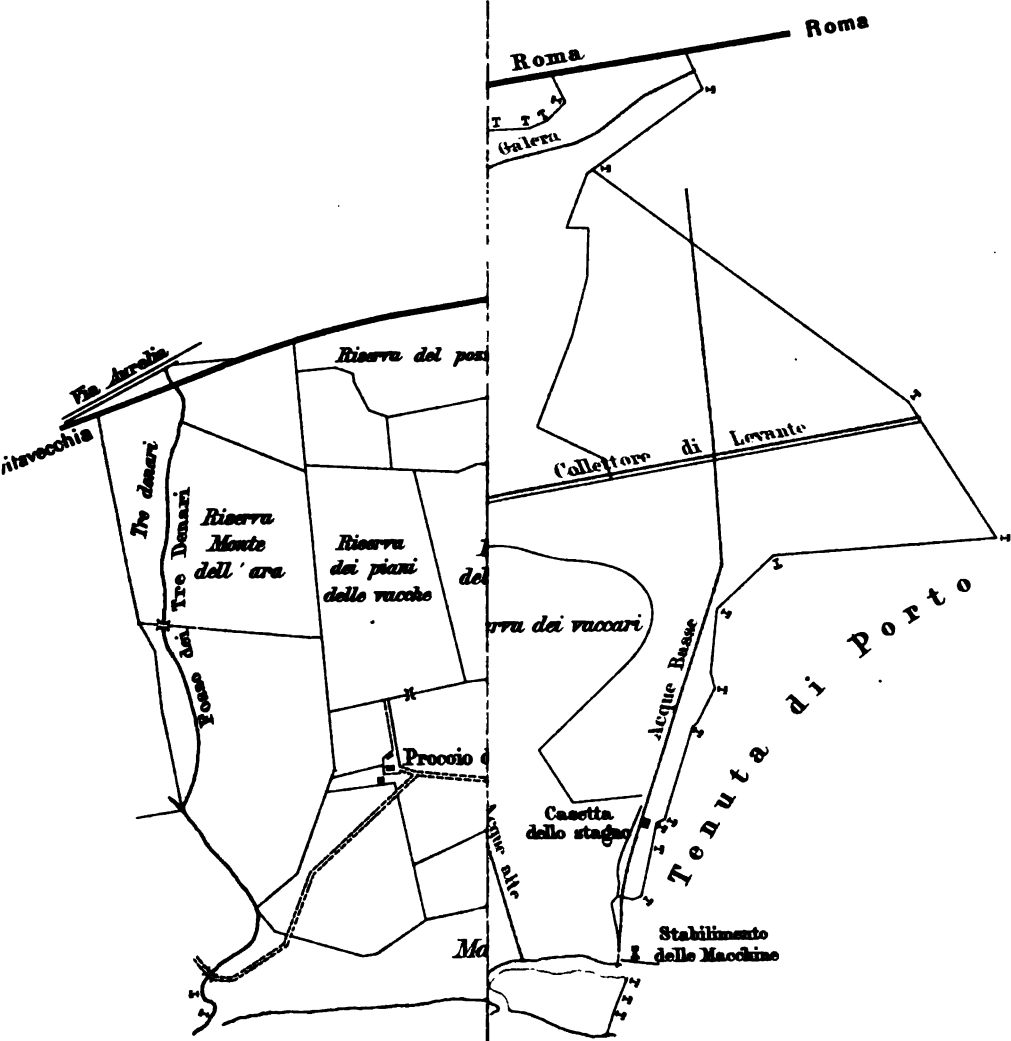 Roma
Roma
Galera
Via Aurelia
Riserva del
Collettore di Levante
Tre denari
Fosso dei Tre Denari
Riserva
Monte
dell' ara
Riserva
dei piani
delle vacche
dei vaccari
Acque Basse
Tenuta di Porto
Procoio
Casetta
dello stagno
Acque alte
Stabilimento
delle Macchine